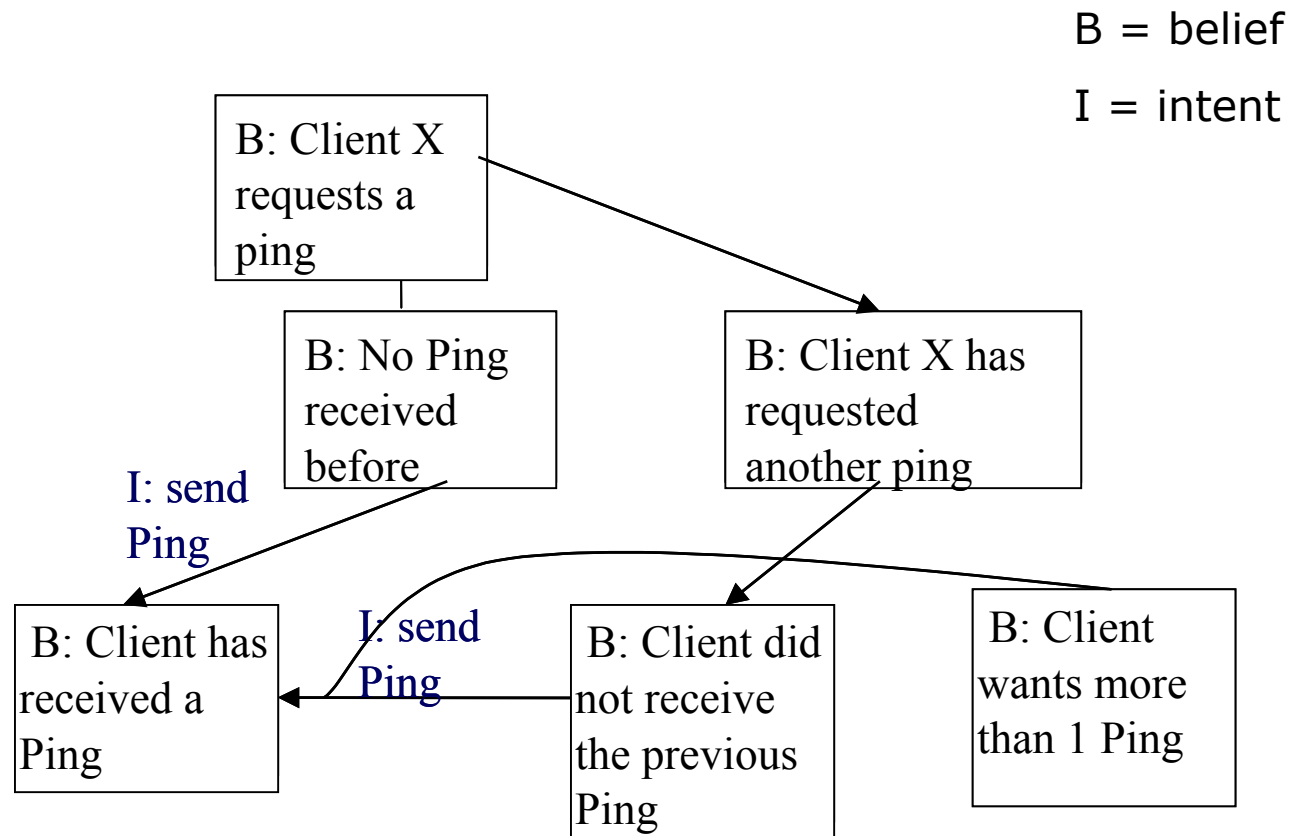 B = belief
I = intent
B: Client X
requests a
ping
B: No Ping
received
before
B: Client X has
requested
another ping
I: send
Ping
B: Client has
received a
Ping
I: send
Ping
B: Client did
not receive
the previous
Ping
B: Client
wants more
than 1 Ping